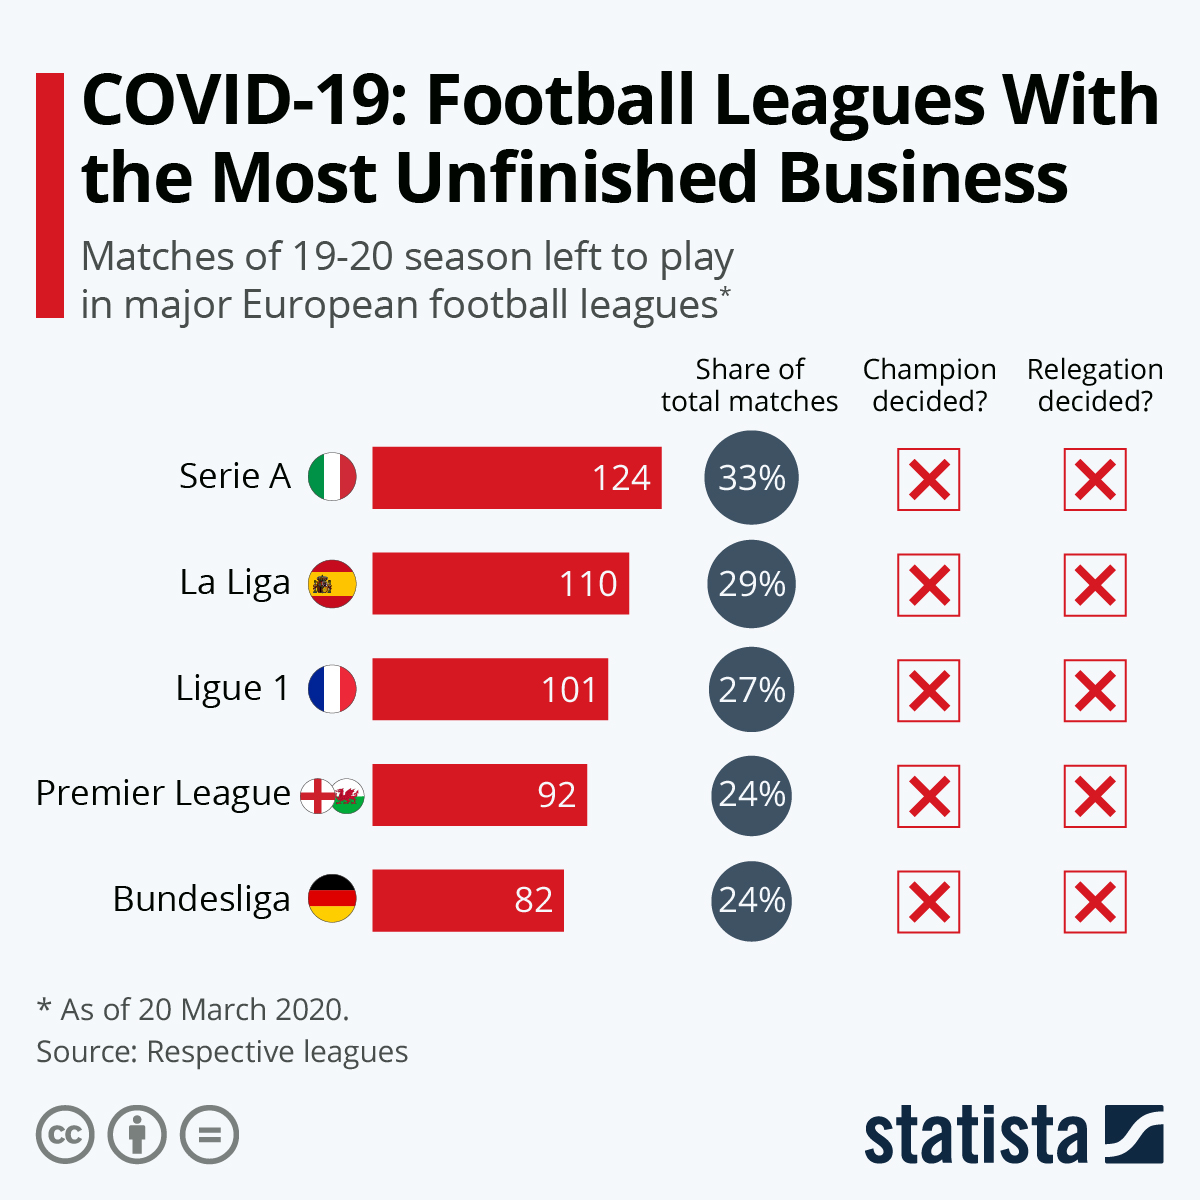 COVID-19: Football Leagues With
the Most Unfinished Business
Matches of 19-20 season left to play
in major European football leagues*
Share of
total matches
Champion
decided?
Relegation
decided?
Serie A 124 33%
La Liga 110 29%
Ligue 1 101 27%
Premier League 92 24%
Bundesliga 82 24%
* As of 20 March 2020.
Source: Respective leagues
cc =
statista